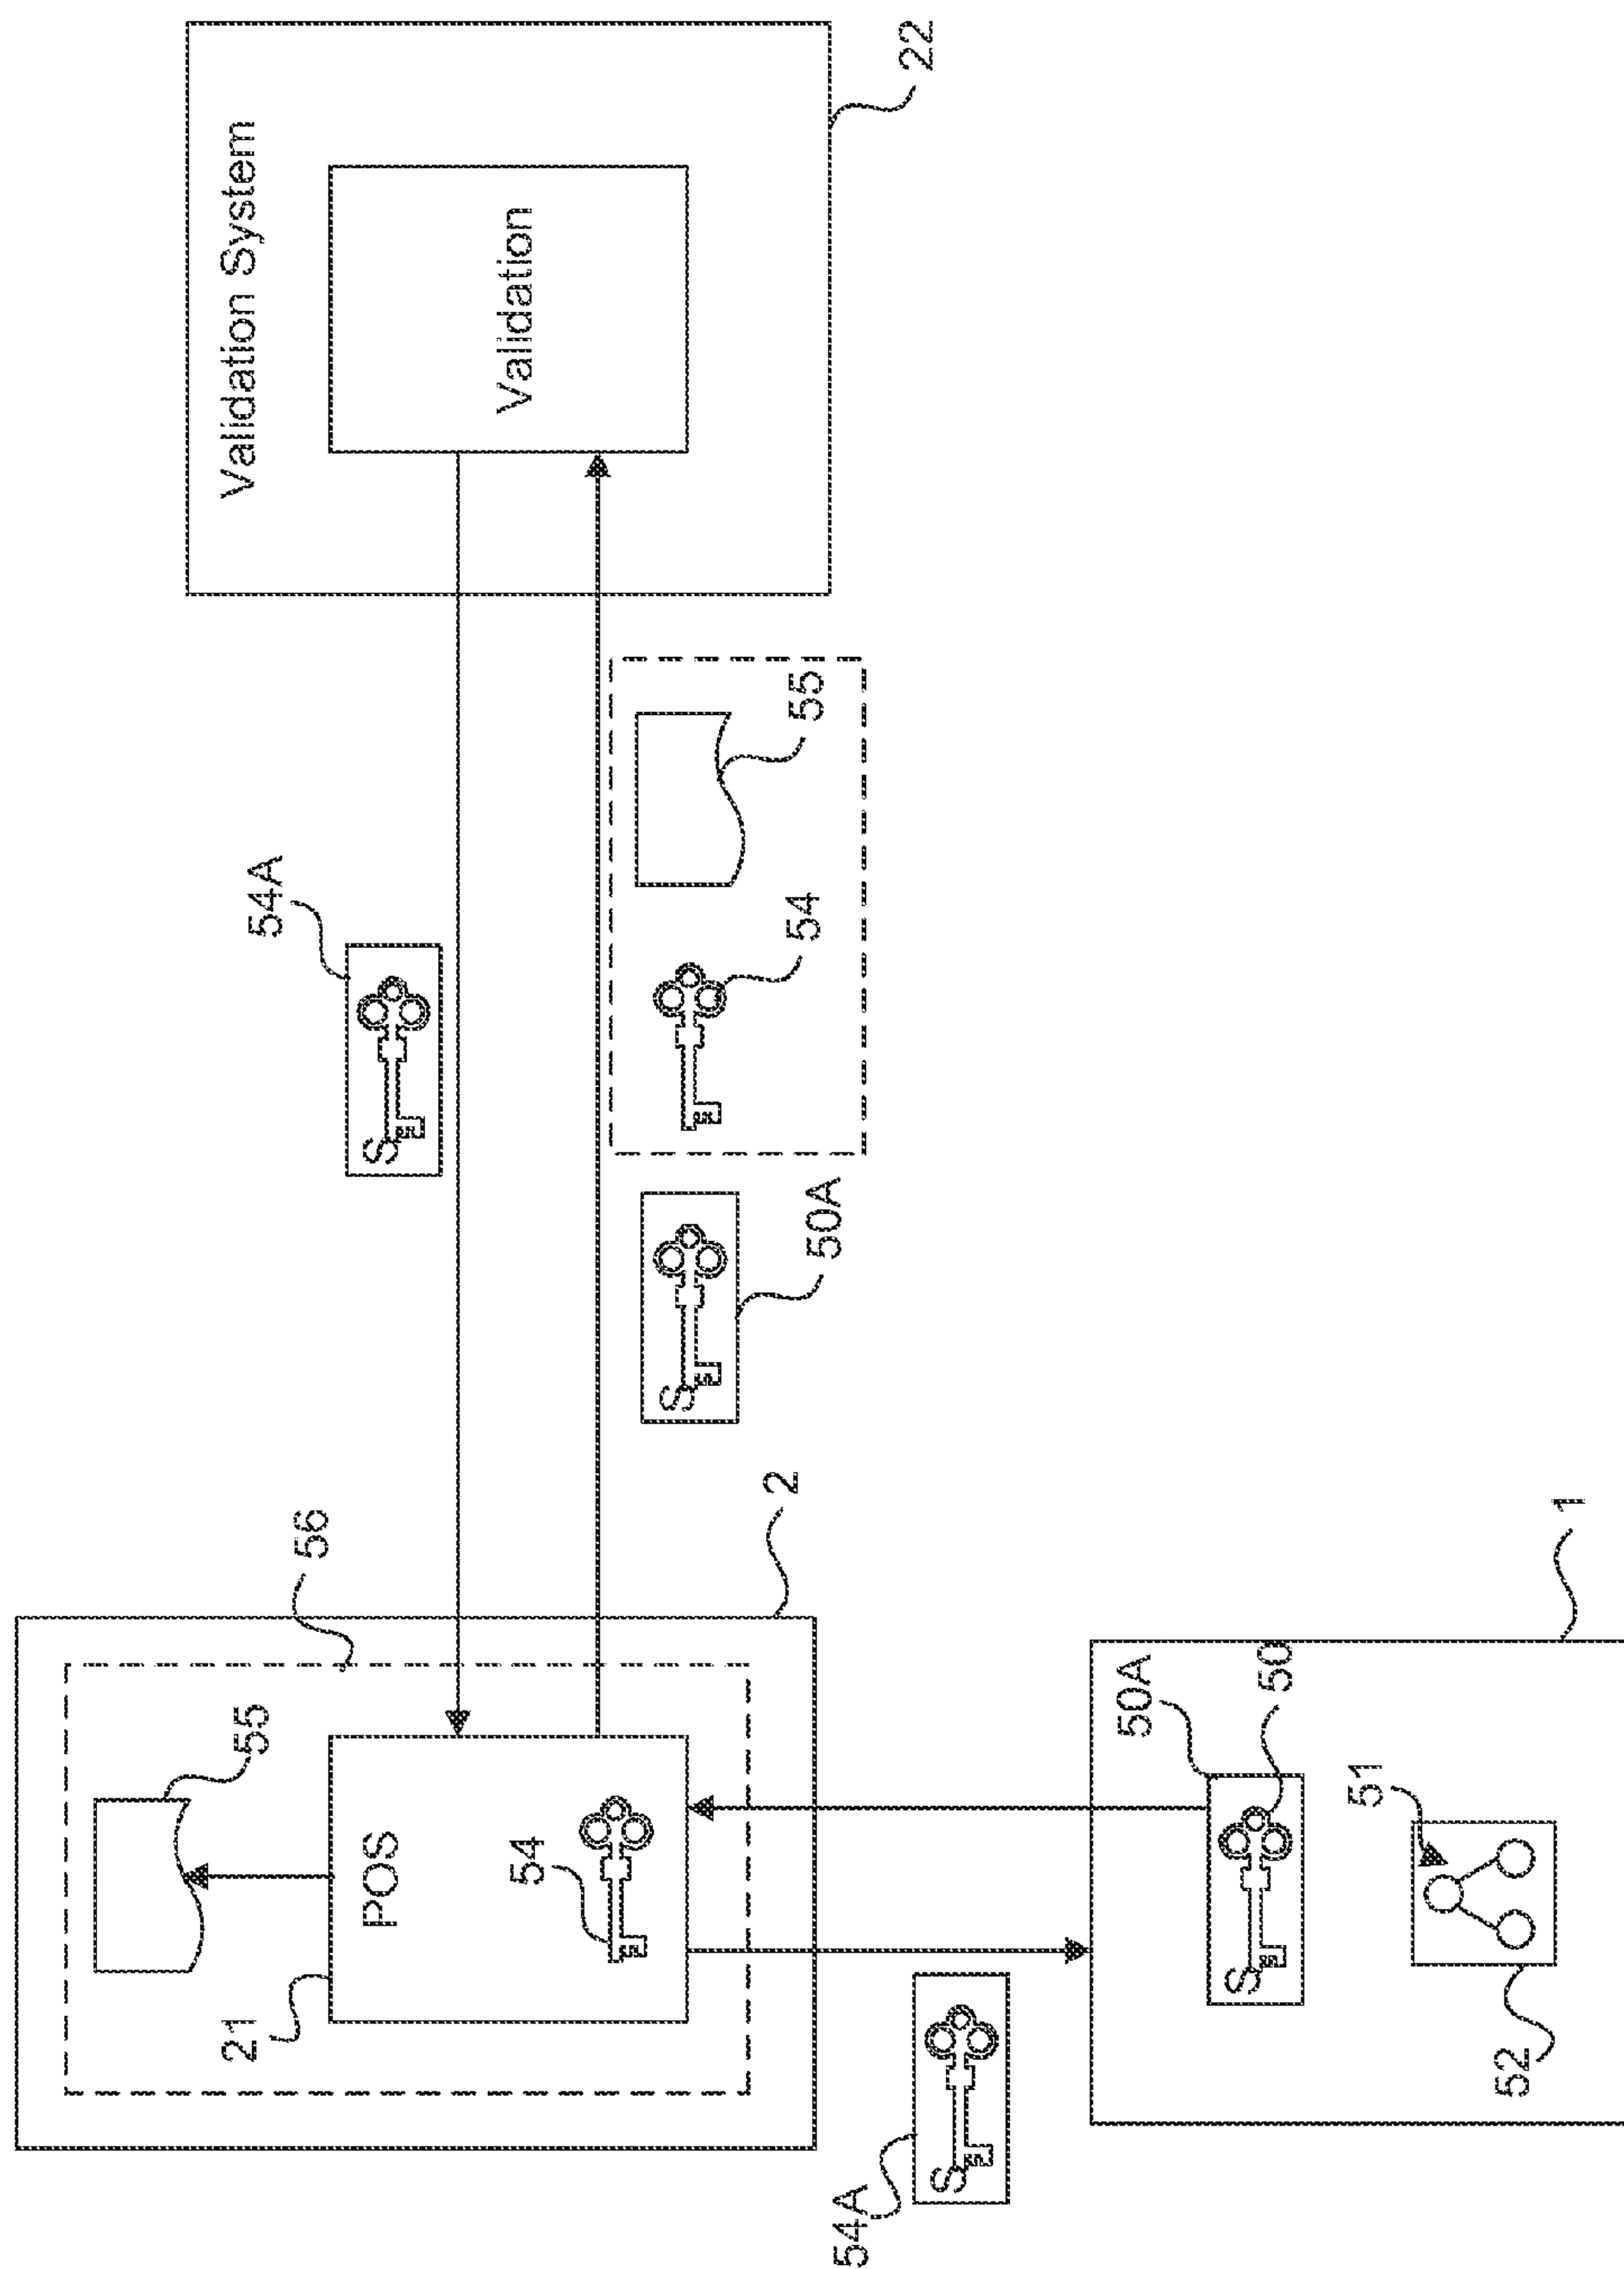 21
55
56
54A
Validation System
POS
S
Validation
54
S
2
50A
54
55
22
54A
S
50A
S
50
51
52
1